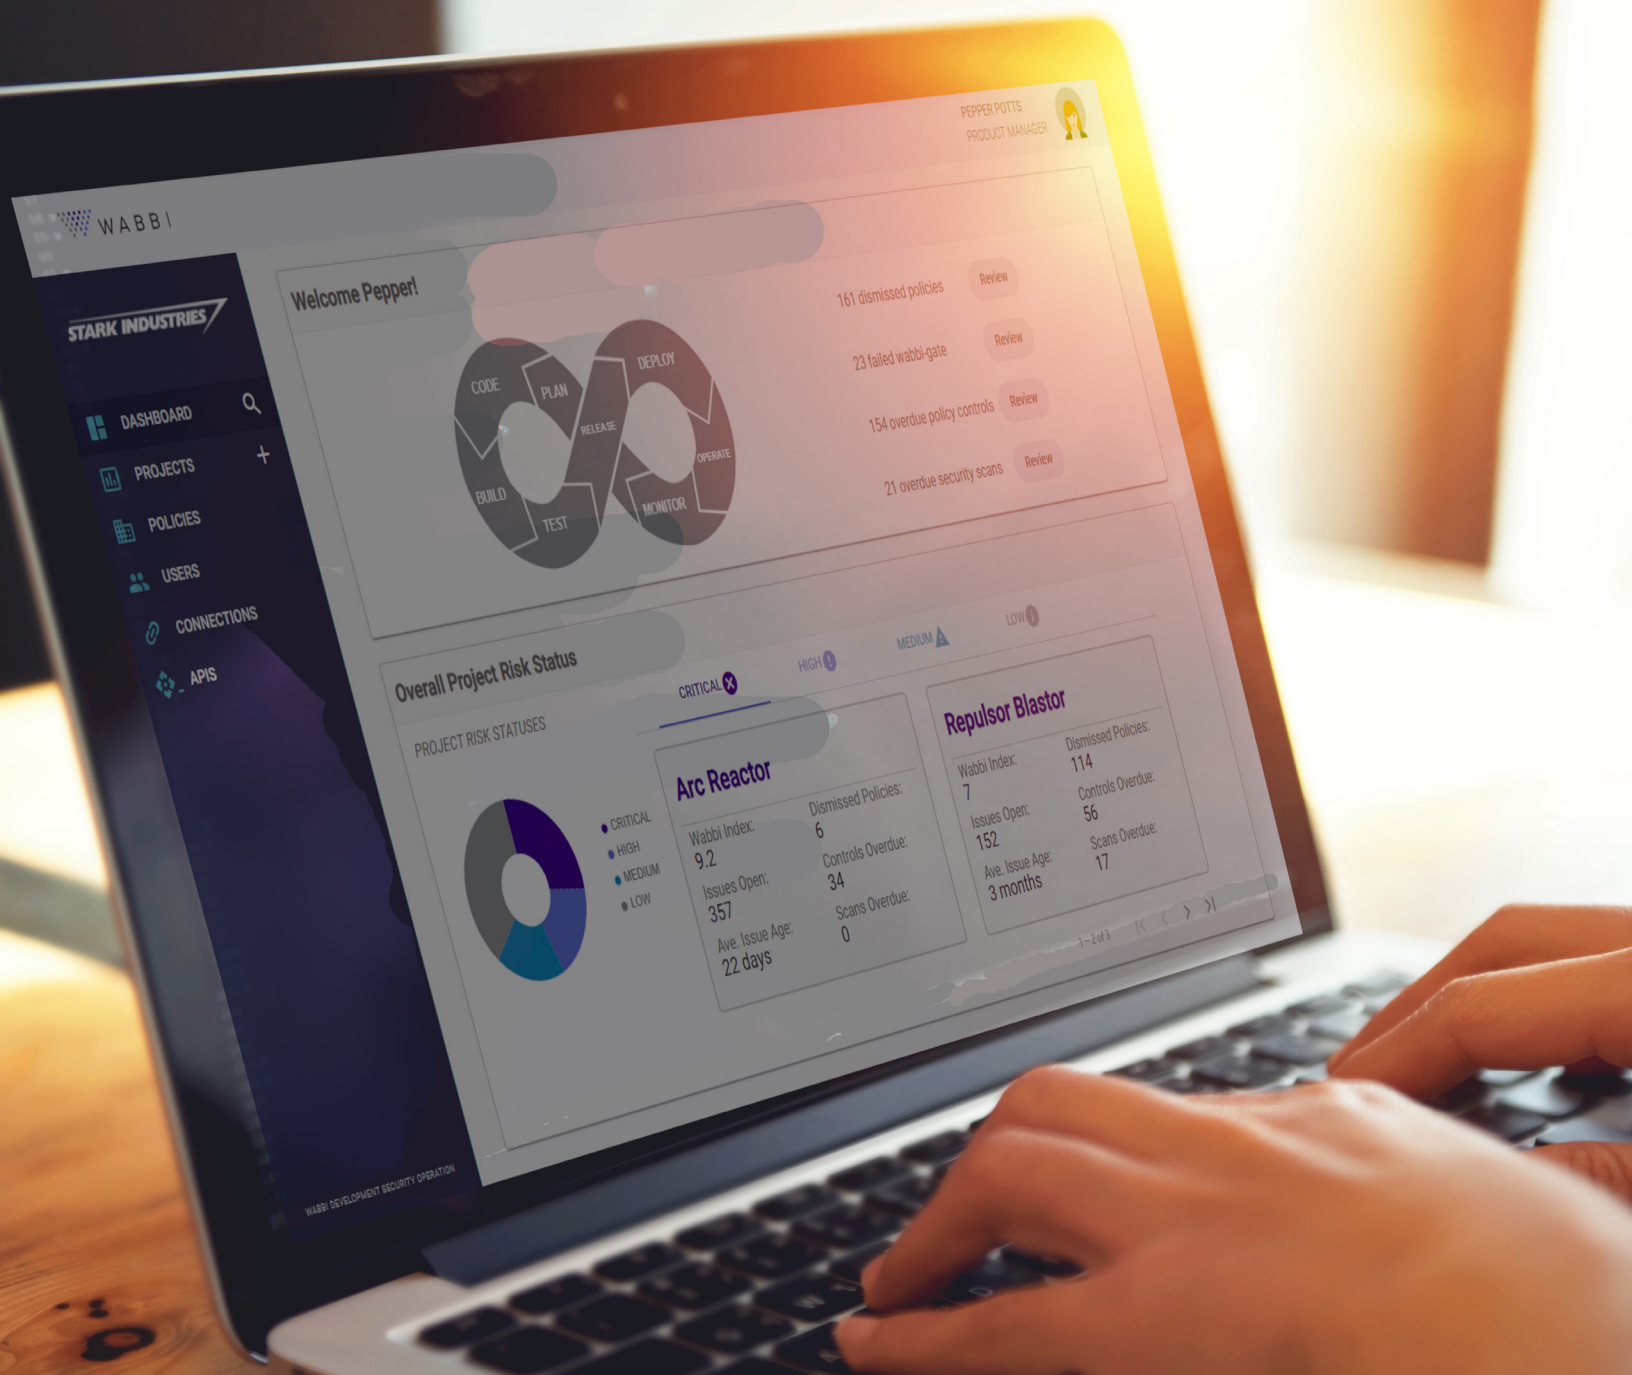 WABBI
PEPPER POTTS
PRODUCT MANAGER
STARK INDUSTRIES
DASHBOARD
PROJECTS
POLICIES
USERS
CONNECTIONS
APIS
WABBI DEVELOPMENT SECURITY OPERATION
Welcome Pepper!
CODE
PLAN
BUILD
TEST
RELEASE
DEPLOY
OPERATE
MONITOR
161 dismissed policies Review
23 failed wabbi-gate Review
154 overdue policy controls Review
21 overdue security scans Review
Overall Project Risk Status
PROJECT RISK STATUSES
CRITICAL
HIGH
MEDIUM
LOW
CRITICAL HIGH MEDIUM LOW
Arc Reactor
Wabbi Index: Dismissed Policies:
9.2 6
Issues Open: Controls Overdue:
357 34
Ave. Issue Age: Scans Overdue:
22 days 0
Repulsor Blastor
Wabbi Index: Dismissed Policies:
7 114
Issues Open: Controls Overdue:
152 56
Ave. Issue Age: Scans Overdue:
3 months 17
1 – 2 of 3